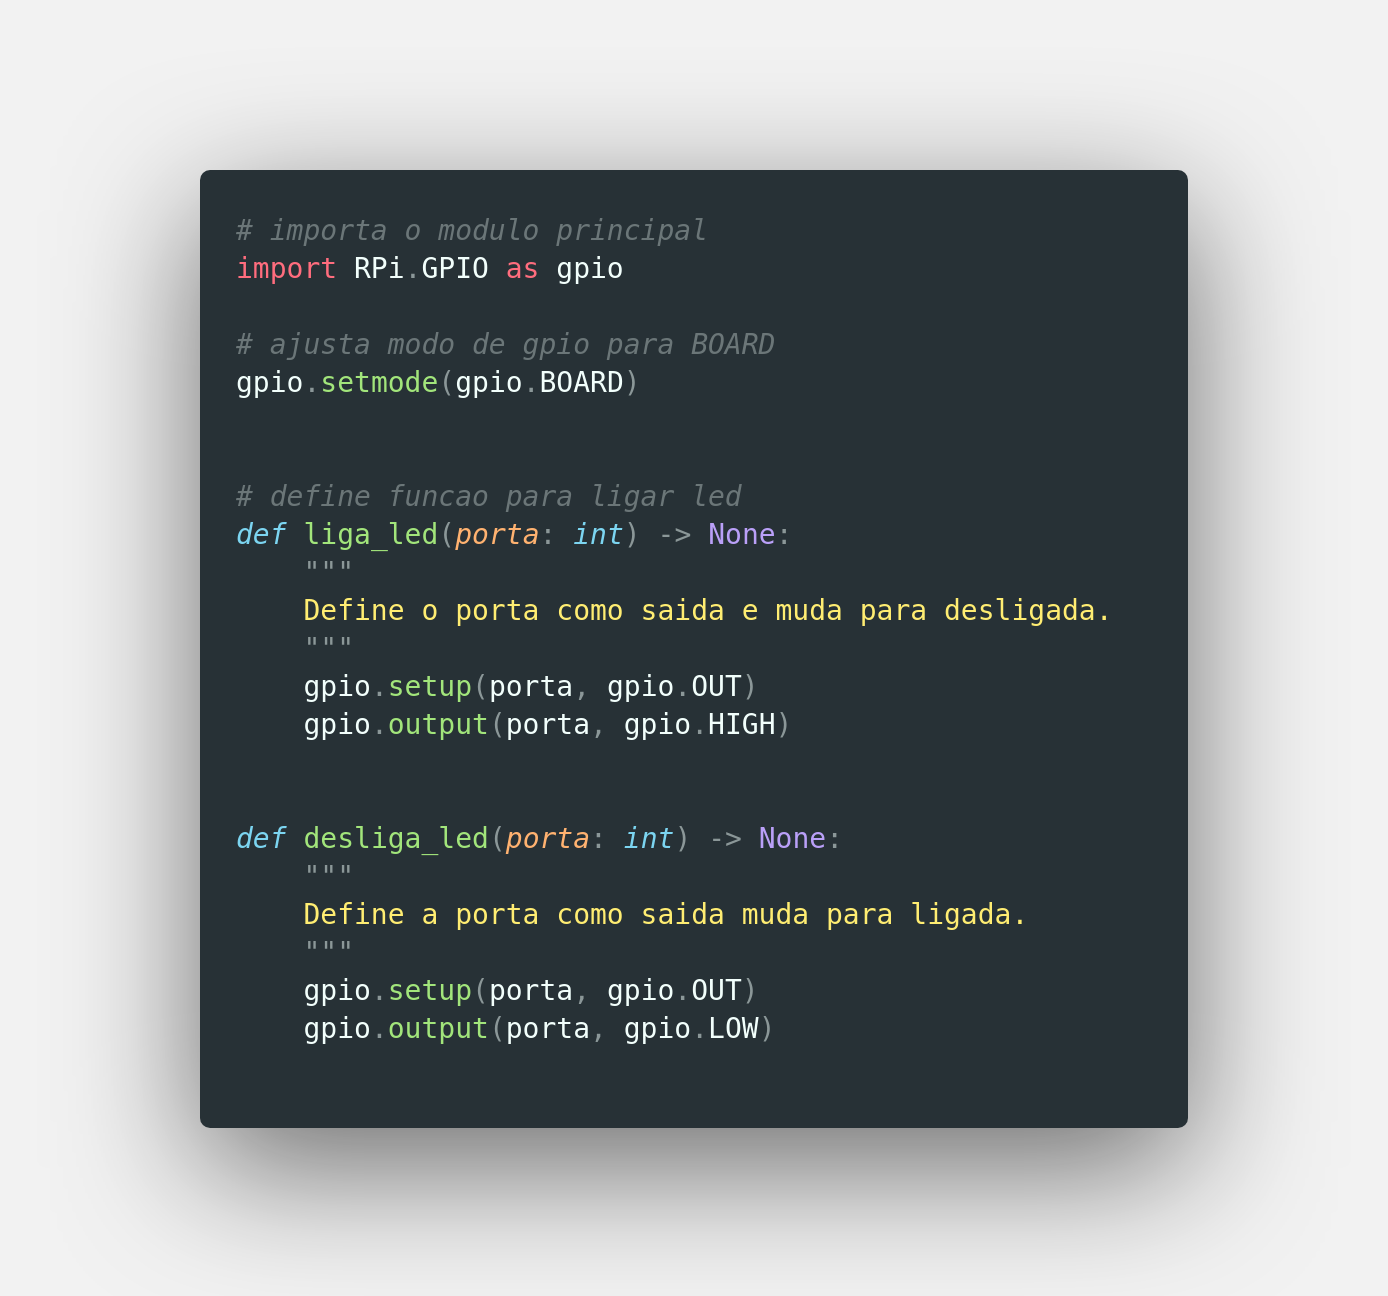 # importa o modulo principal
import RPi.GPIO as gpio
# ajusta modo de gpio para BOARD
gpio.setmode(gpio.BOARD)
# define funcao para ligar led
def liga_led(porta: int) -> None:
    """
    Define o porta como saida e muda para desligada.
    """
    gpio.setup(porta, gpio.OUT)
    gpio.output(porta, gpio.HIGH)
def desliga_led(porta: int) -> None:
    """
    Define a porta como saida muda para ligada.
    """
    gpio.setup(porta, gpio.OUT)
    gpio.output(porta, gpio.LOW)